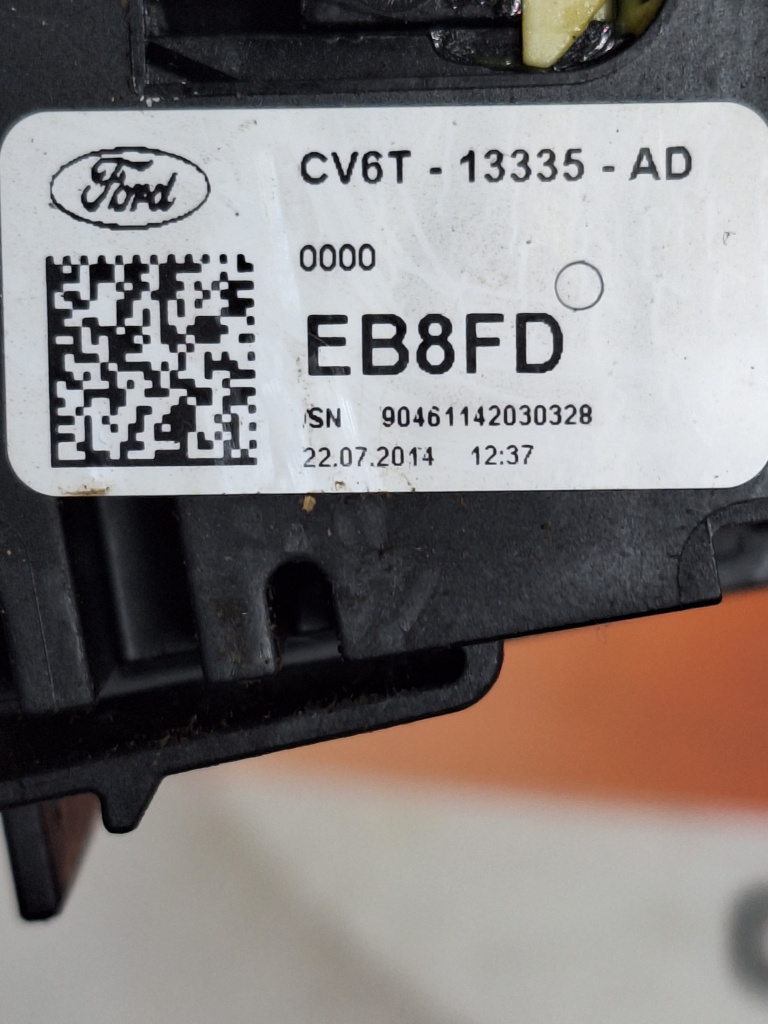 Ford
CV6T - 13335 - AD
0000
EB8FD
SN 90461142030328
22.07.2014 12:37